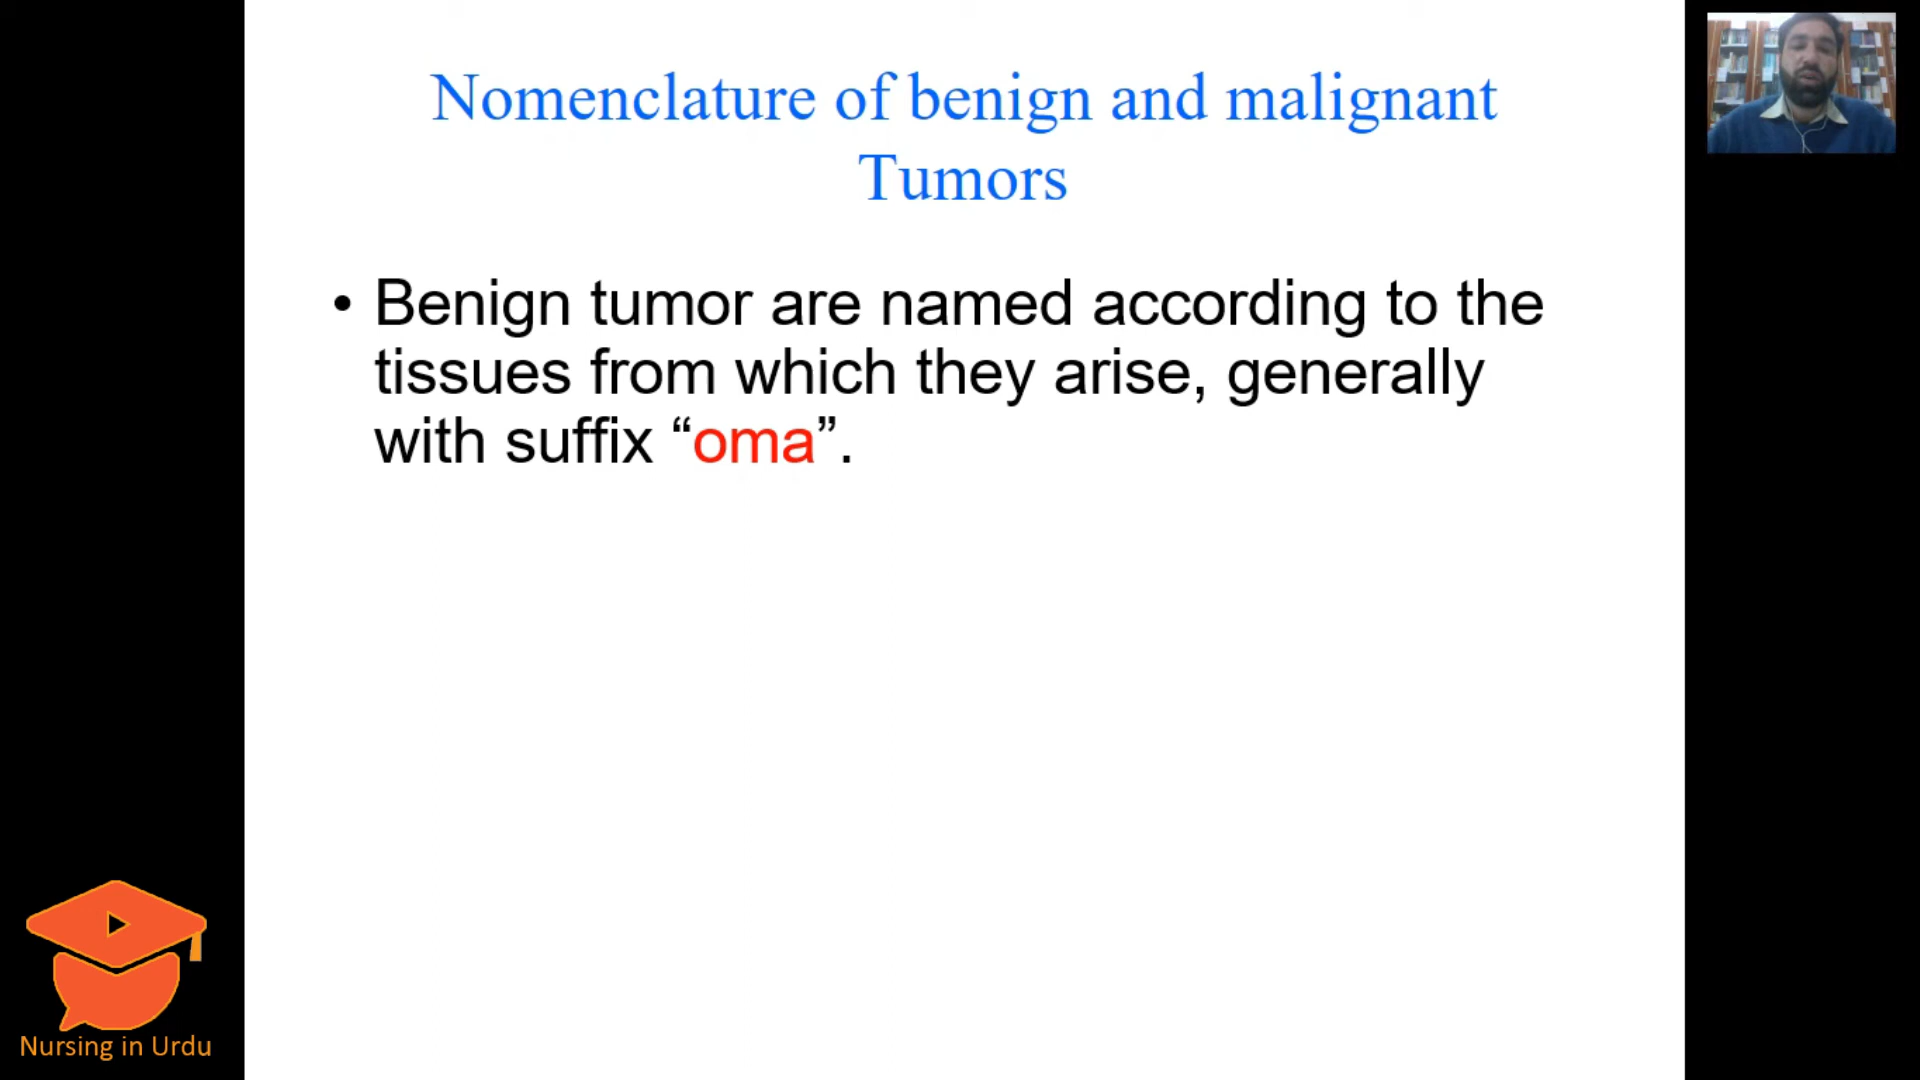 Nomenclature of benign and malignant
Tumors
• Benign tumor are named according to the
tissues from which they arise, generally
with suffix “oma”.
Nursing in Urdu